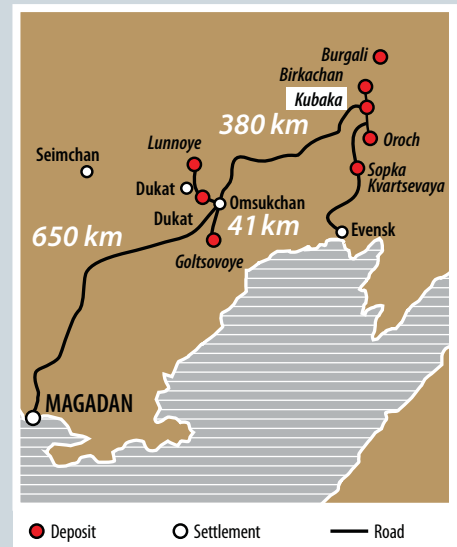 Burgali
Birkachan
Kubaka
380 km
Oroch
Lunnoye
Seimchan
Sopka
Kvartsevaya
Dukat
Omsukchan
Dukat
41 km
Evensk
650 km
Goltsovoye
MAGADAN
Deposit
Settlement
Road